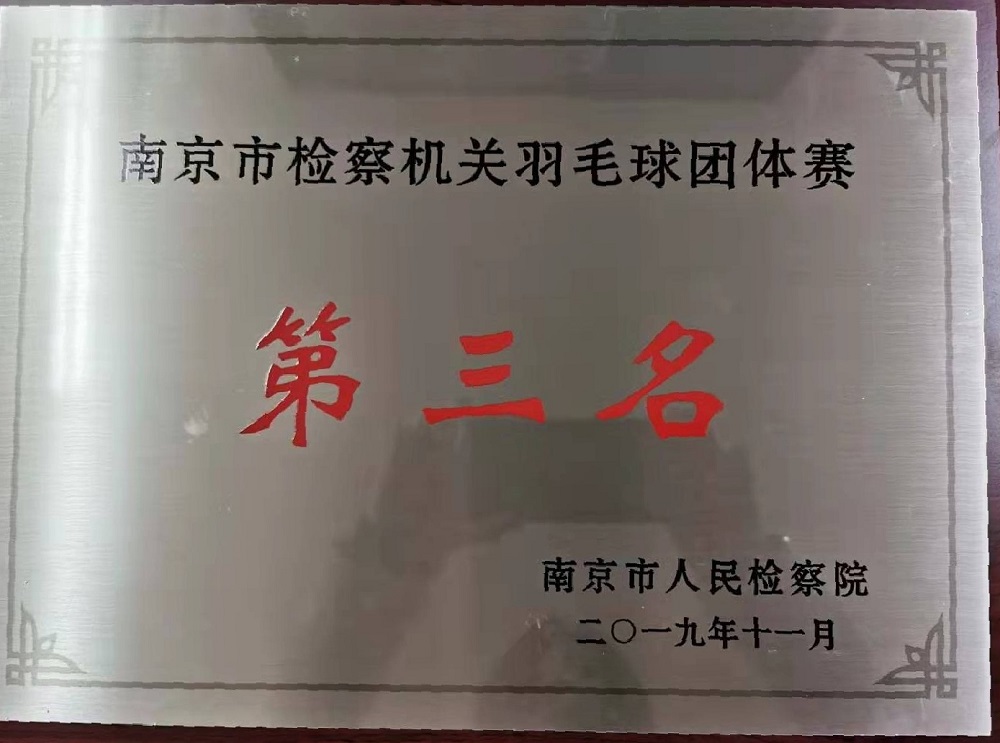 南京市检察机关羽毛球团体赛
第三名
南京市人民检察院
二〇一九年十一月